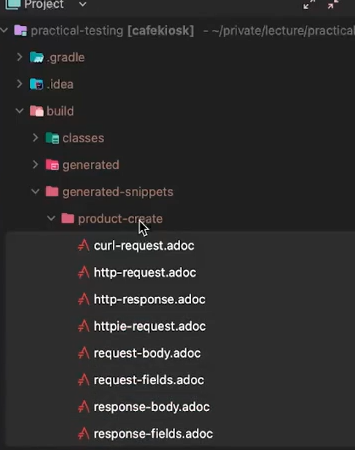 Project
practical-testing [cafekiosk] - ~/private/lecture/practical
.gradle
.idea
build
classes
generated
generated-snippets
product-create
curl-request.adoc
http-request.adoc
http-response.adoc
httpie-request.adoc
request-body.adoc
request-fields.adoc
response-body.adoc
response-fields.adoc